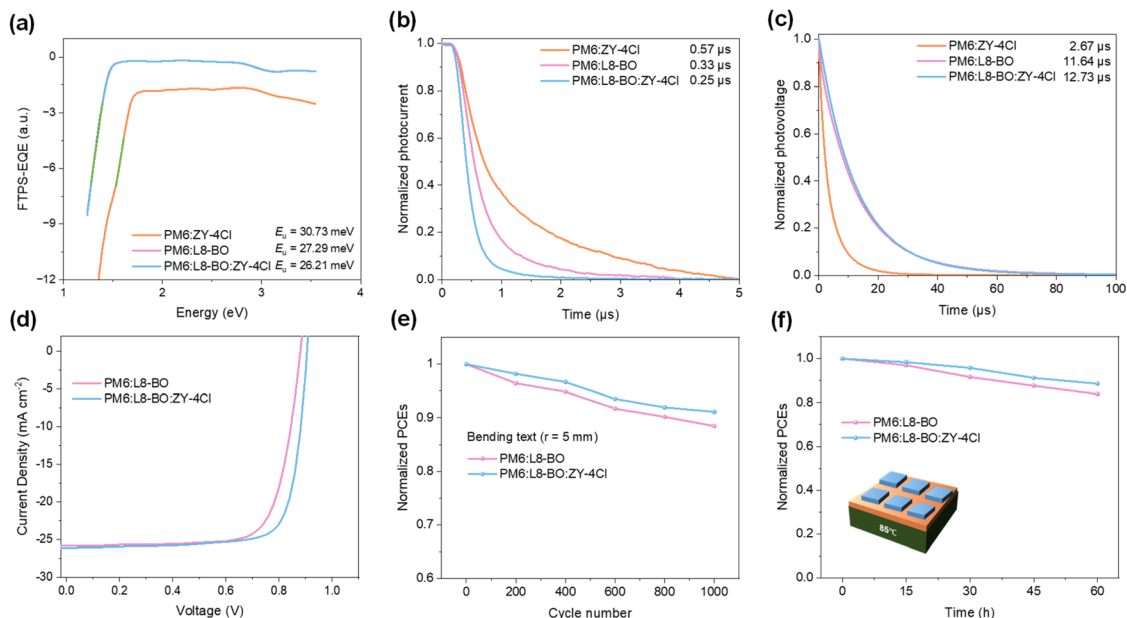 (a)
0
−3
−6
−9
−12
FTPS-EQE (a.u.)
PM6:ZY-4Cl
PM6:L8-BO
PM6:L8-BO:ZY-4Cl
Eu = 30.73 meV
Eu = 27.29 meV
Eu = 26.21 meV
1 2 3 4
Energy (eV)
(b)
1.0
0.8
0.6
0.4
0.2
0.0
Normalized photocurrent
PM6:ZY-4Cl 0.57 µs
PM6:L8-BO 0.33 µs
PM6:L8-BO:ZY-4Cl 0.25 µs
0 1 2 3 4 5
Time (µs)
(c)
1.0
0.8
0.6
0.4
0.2
0.0
Normalized photovoltage
PM6:ZY-4Cl 2.67 µs
PM6:L8-BO 11.64 µs
PM6:L8-BO:ZY-4Cl 12.73 µs
0 20 40 60 80 100
Time (µs)
(d)
0
-5
-10
-15
-20
-25
-30
Current Density (mA cm-2)
PM6:L8-BO
PM6:L8-BO:ZY-4Cl
0.0 0.2 0.4 0.6 0.8 1.0
Voltage (V)
(e)
1
0.9
0.8
0.7
0.6
Normalized PCEs
Bending text (r = 5 mm)
PM6:L8-BO
PM6:L8-BO:ZY-4Cl
0 200 400 600 800 1000
Cycle number
(f)
1.0
0.8
0.6
0.4
0.2
0.0
Normalized PCEs
PM6:L8-BO
PM6:L8-BO:ZY-4Cl
85℃
0 15 30 45 60
Time (h)